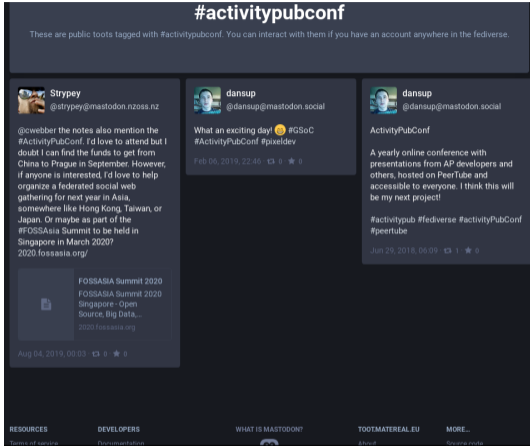 #activitypubconf
These are public toots tagged with #activitypubconf. You can interact with them if you have an account anywhere in the fediverse.
Strypey
@strypey@mastodon.nzoss.nz
@cwebber the notes also mention the
#ActivityPubConf. I'd love to attend but I
doubt I can find the funds to get from
China to Prague in September. However,
if anyone is interested, I'd love to help
organize a federated social web
gathering for next year in Asia,
somewhere like Hong Kong, Taiwan, or
Japan. Or maybe as part of the
#FOSSAsia Summit to be held in
Singapore in March 2020?
2020.fossasia.org/
FOSSASIA Summit 2020
FOSSASIA Summit 2020
Singapore - Open
Source, Big Data,...
2020.fossasia.org
Aug 04, 2019, 00:03 · 0 · 0
dansup
@dansup@mastodon.social
What an exciting day! 😀 #GSoC
#ActivityPubConf #pixeldev
Feb 06, 2019, 22:46 · 0 · 0
dansup
@dansup@mastodon.social
ActivityPubConf
A yearly online conference with
presentations from AP developers and
others, hosted on PeerTube and
accessible to everyone. I think this will
be my next project!
#activitypub #fediverse #activityPubConf
#peertube
Jun 29, 2018, 06:09 · 1 · 0
RESOURCES
Terms of service
DEVELOPERS
Documentation
WHAT IS MASTODON?
TOOT.MATEREAL.EU
About
MORE...
Source code